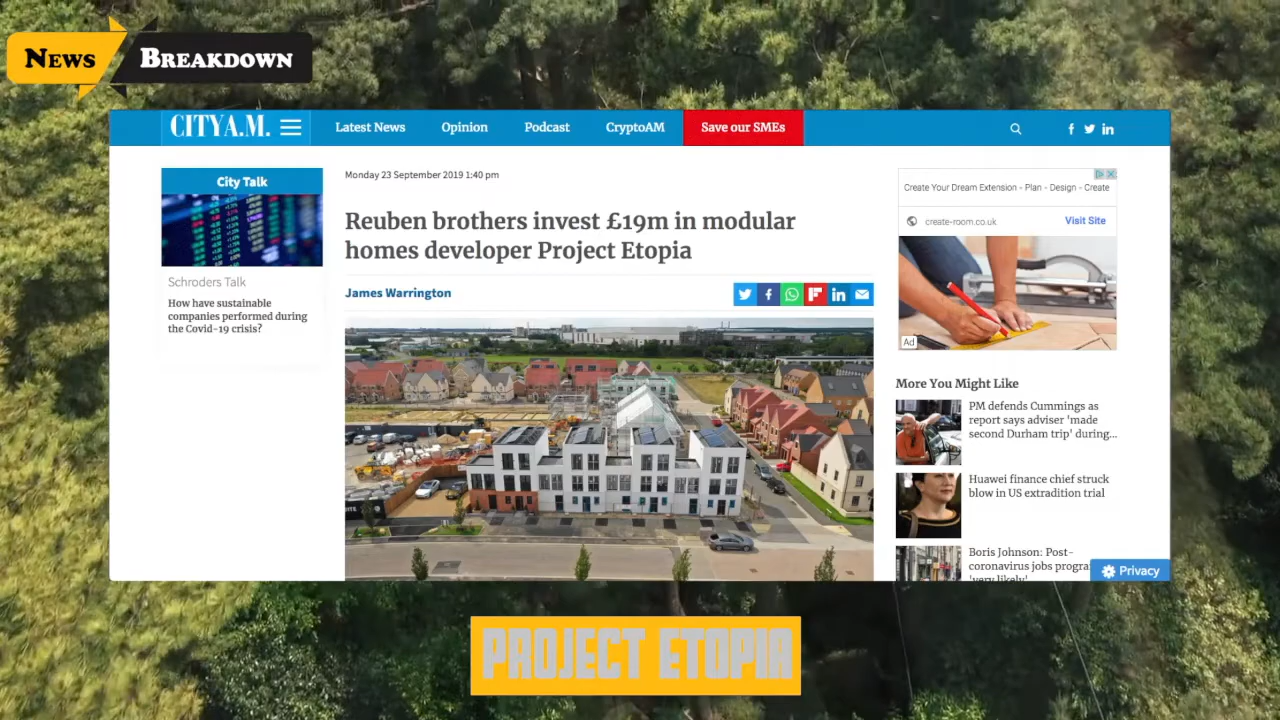 NEWS BREAKDOWN
CITYA.M.
Latest News
Opinion
Podcast
CryptoAM
Save our SMEs
City Talk
Schroders Talk
How have sustainable
companies performed during
the Covid-19 crisis?
Monday 23 September 2019 1:40 pm
Reuben brothers invest £19m in modular
homes developer Project Etopia
James Warrington
Create Your Dream Extension - Plan - Design - Create
create-room.co.uk
Visit Site
Ad
More You Might Like
PM defends Cummings as
report says adviser 'made
second Durham trip' during...
Huawei finance chief struck
blow in US extradition trial
Boris Johnson: Post-
coronavirus jobs progra
'very likely'
Privacy
PROJECT ETOPIA